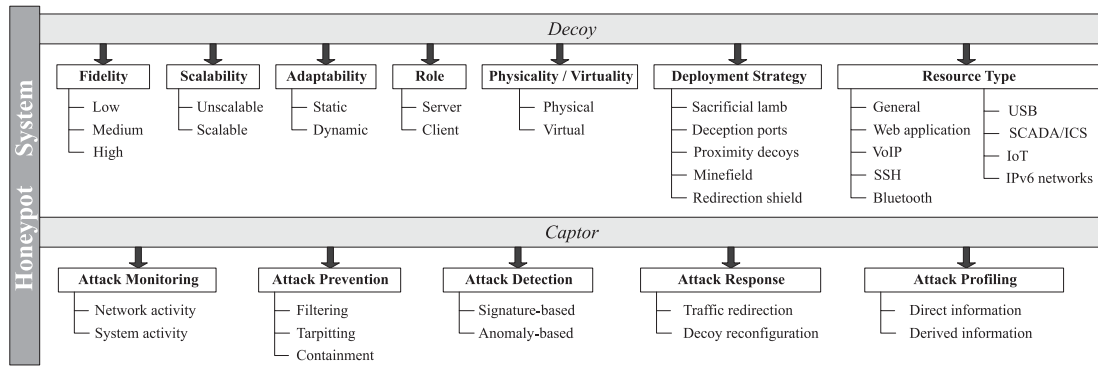 Honeypot System
Decoy
Fidelity
Low
Medium
High
Scalability
Unscalable
Scalable
Adaptability
Static
Dynamic
Role
Server
Client
Physicality / Virtuality
Physical
Virtual
Deployment Strategy
Sacrificial lamb
Deception ports
Proximity decoys
Minefield
Redirection shield
Resource Type
General
Web application
VoIP
SSH
Bluetooth
USB
SCADA/ICS
IoT
IPv6 networks
Captor
Attack Monitoring
Network activity
System activity
Attack Prevention
Filtering
Tarpitting
Containment
Attack Detection
Signature-based
Anomaly-based
Attack Response
Traffic redirection
Decoy reconfiguration
Attack Profiling
Direct information
Derived information